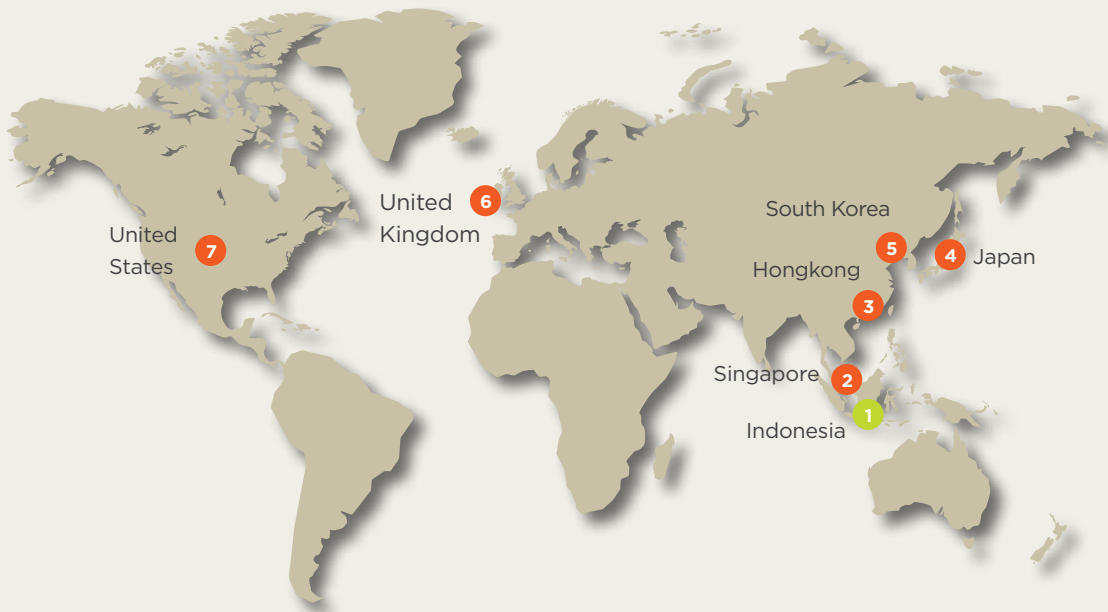 United
Kingdom
6
United
States
7
South Korea
5
4
Japan
Hongkong
3
Singapore
2
1
Indonesia